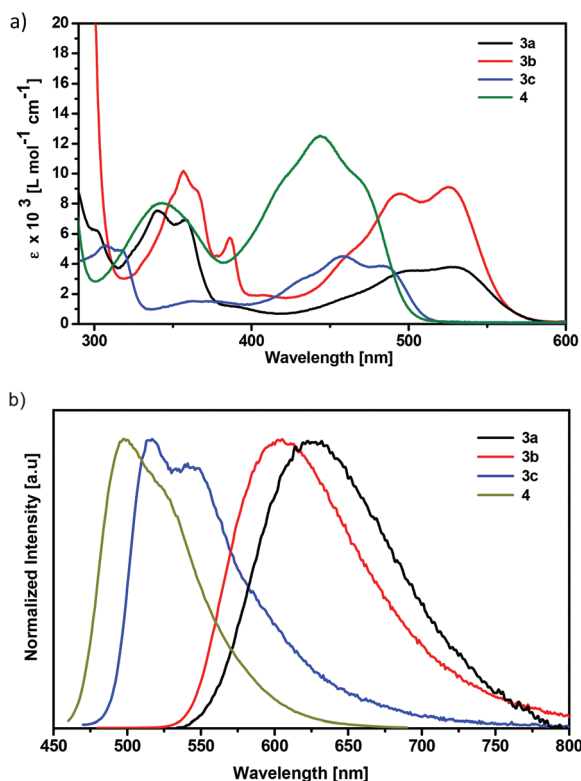 a)
ε x 10³ [L mol⁻¹ cm⁻¹]
20
18
16
14
12
10
8
6
4
2
0
3a
3b
3c
4
300 400 500 600
Wavelength [nm]
b)
Normalized Intensity [a.u]
3a
3b
3c
4
450 500 550 600 650 700 750 800
Wavelength [nm]